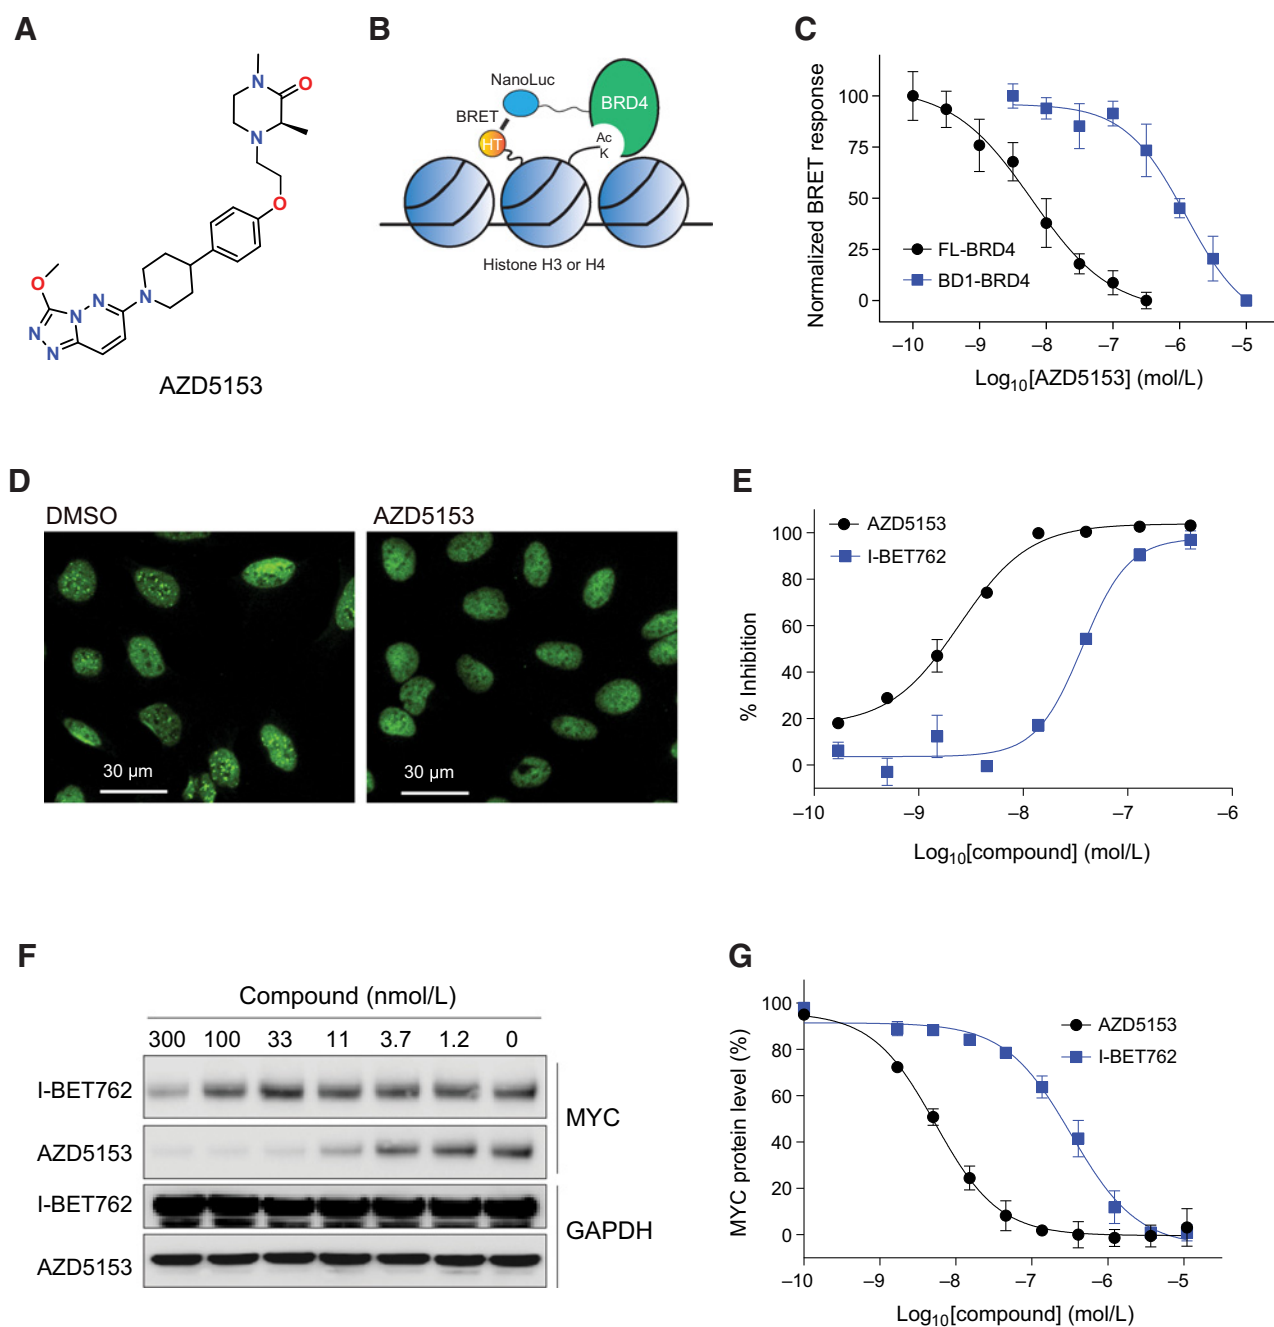 A
N
O
N
O
O
N
N
N
N
N
AZD5153
B
NanoLuc
BRD4
BRET
HT
Ac
K
Histone H3 or H4
C
Normalized BRET response
100
75
50
25
0
FL-BRD4
BD1-BRD4
–10 –9 –8 –7 –6 –5
Log10[AZD5153] (mol/L)
D
DMSO
AZD5153
30 µm
30 µm
E
% Inhibition
100
80
60
40
20
0
AZD5153
I-BET762
–10 –9 –8 –7 –6
Log10[compound] (mol/L)
F
Compound (nmol/L)
300 100 33 11 3.7 1.2 0
I-BET762
AZD5153
MYC
I-BET762
AZD5153
GAPDH
G
MYC protein level (%)
100
80
60
40
20
0
AZD5153
I-BET762
–10 –9 –8 –7 –6 –5
Log10[compound] (mol/L)